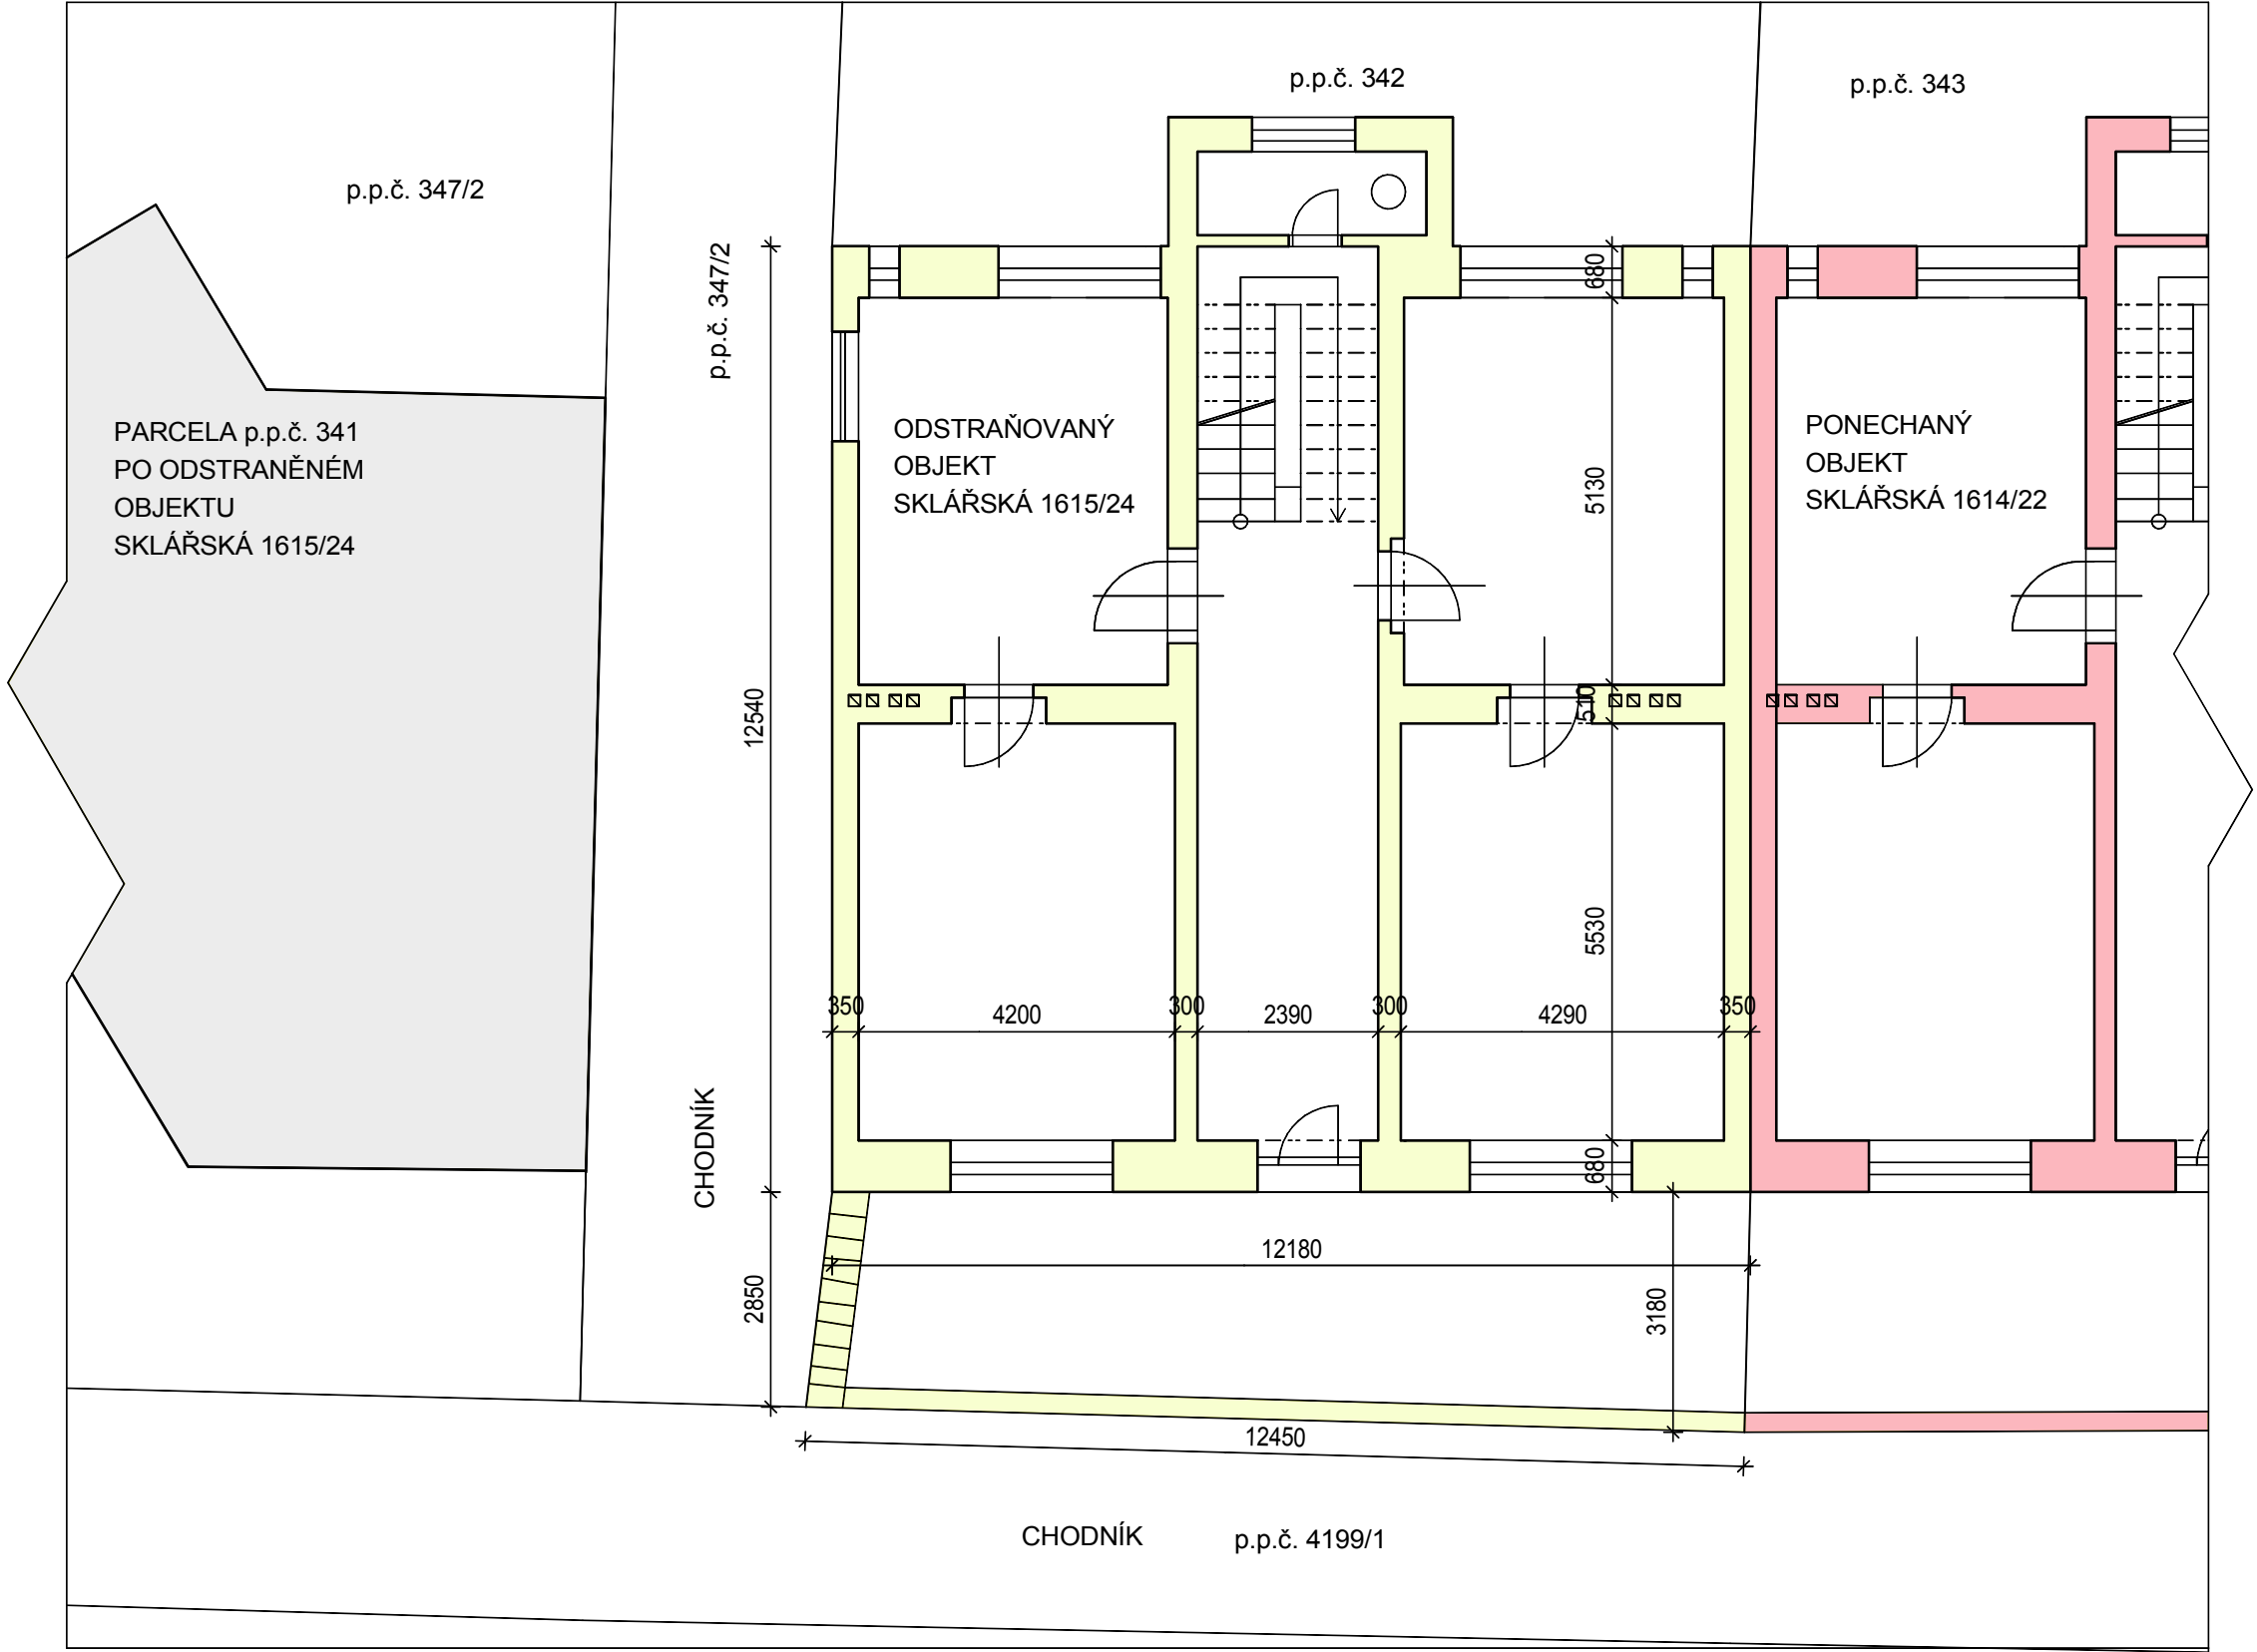 p.p.č. 342
p.p.č. 343
p.p.č. 347/2
p.p.č. 347/2
680
PARCELA p.p.č. 341
PO ODSTRANĚNÉM
OBJEKTU
SKLÁŘSKÁ 1615/24
ODSTRAŇOVANÝ
OBJEKT
SKLÁŘSKÁ 1615/24
PONECHANÝ
OBJEKT
SKLÁŘSKÁ 1614/22
5130
12540
510
5530
350
4200
300
2390
300
4290
350
CHODNÍK
680
12180
2850
3180
12450
CHODNÍK
p.p.č. 4199/1